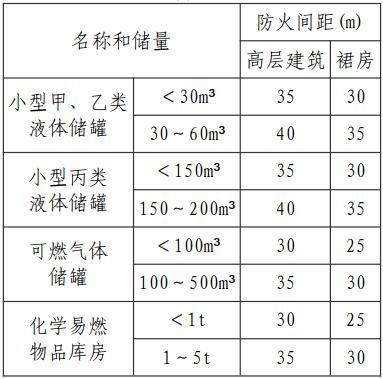 名称和储量 防火间距(m)
高层建筑 裙房
小型甲、乙类液体储罐 <30m³ 35 30
30~60m³ 40 35
小型丙类液体储罐 <150m³ 35 30
150~200m³ 40 35
可燃气体储罐 <100m³ 30 25
100~500m³ 35 30
化学易燃物品库房 <1t 30 25
1~5t 35 30